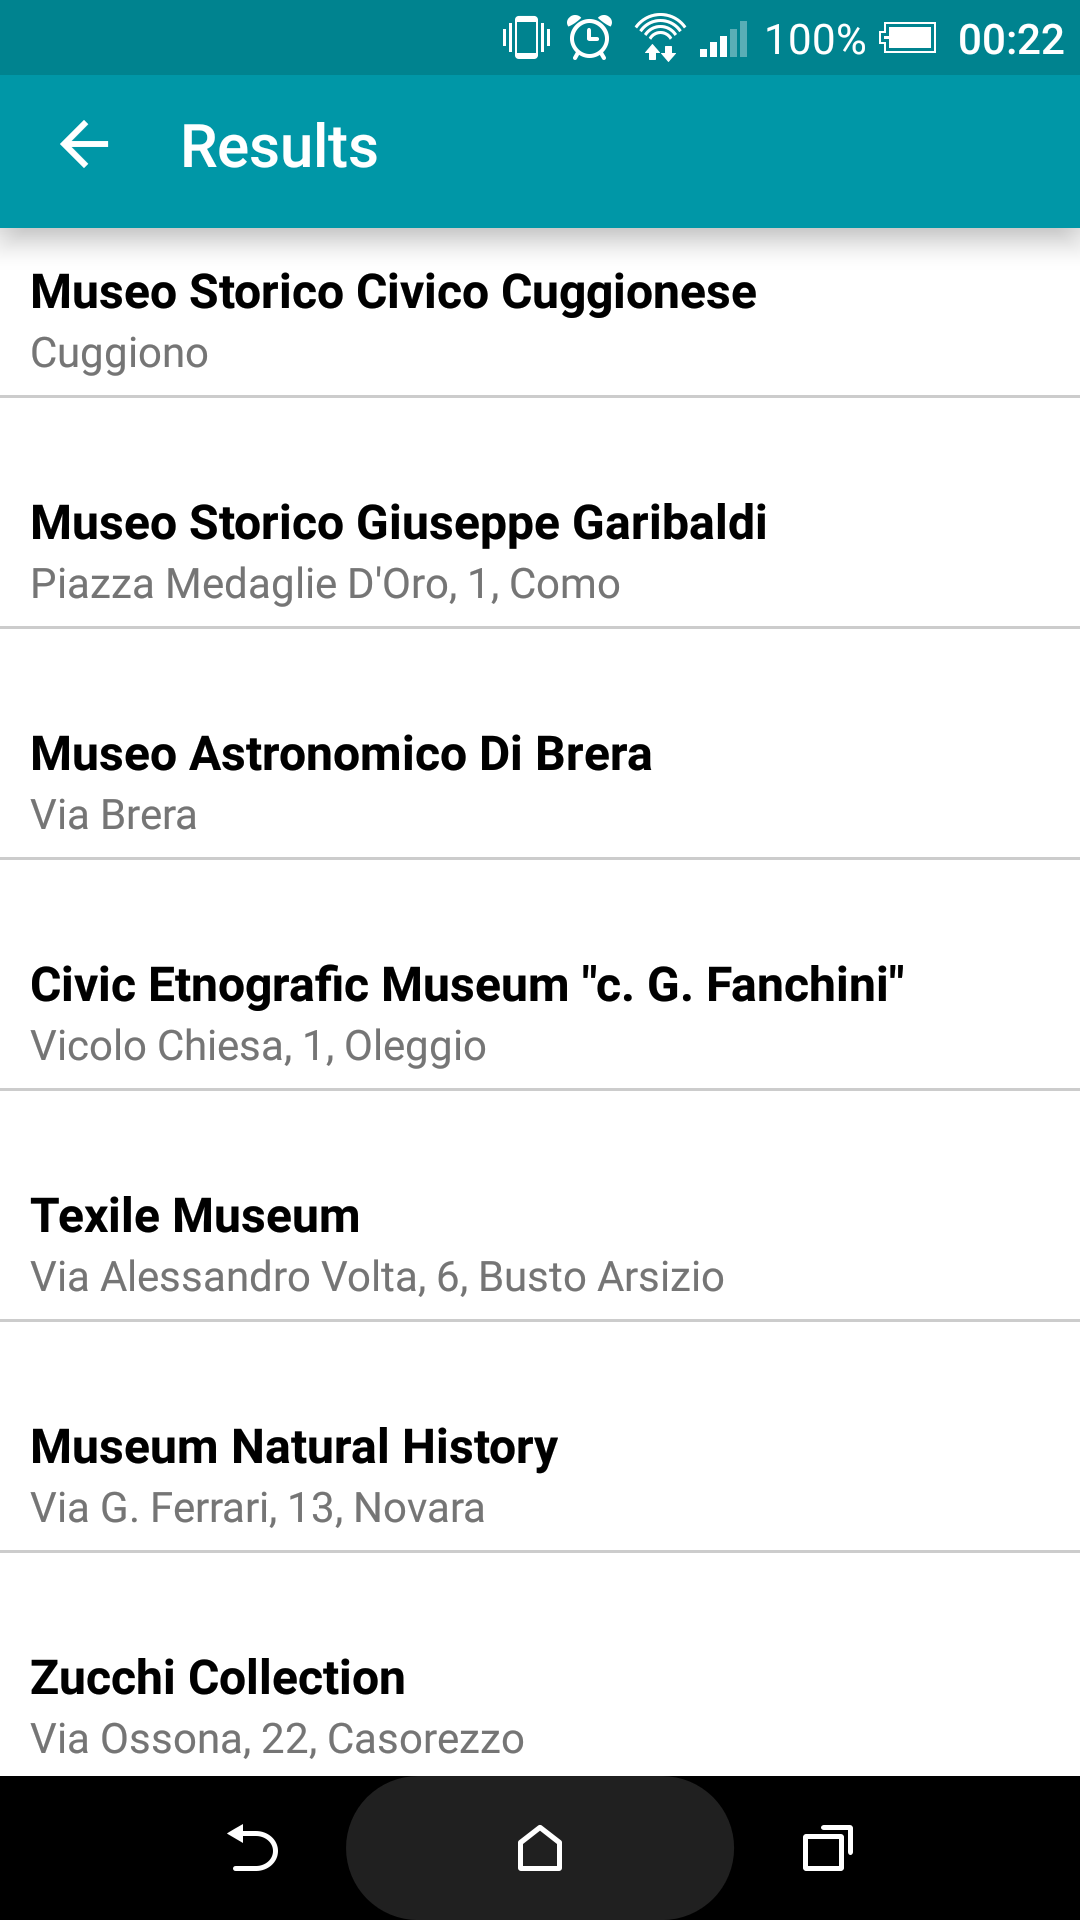 100% 00:22
Results
Museo Storico Civico Cuggionese
Cuggiono
Museo Storico Giuseppe Garibaldi
Piazza Medaglie D'Oro, 1, Como
Museo Astronomico Di Brera
Via Brera
Civic Etnografic Museum "c. G. Fanchini"
Vicolo Chiesa, 1, Oleggio
Texile Museum
Via Alessandro Volta, 6, Busto Arsizio
Museum Natural History
Via G. Ferrari, 13, Novara
Zucchi Collection
Via Ossona, 22, Casorezzo